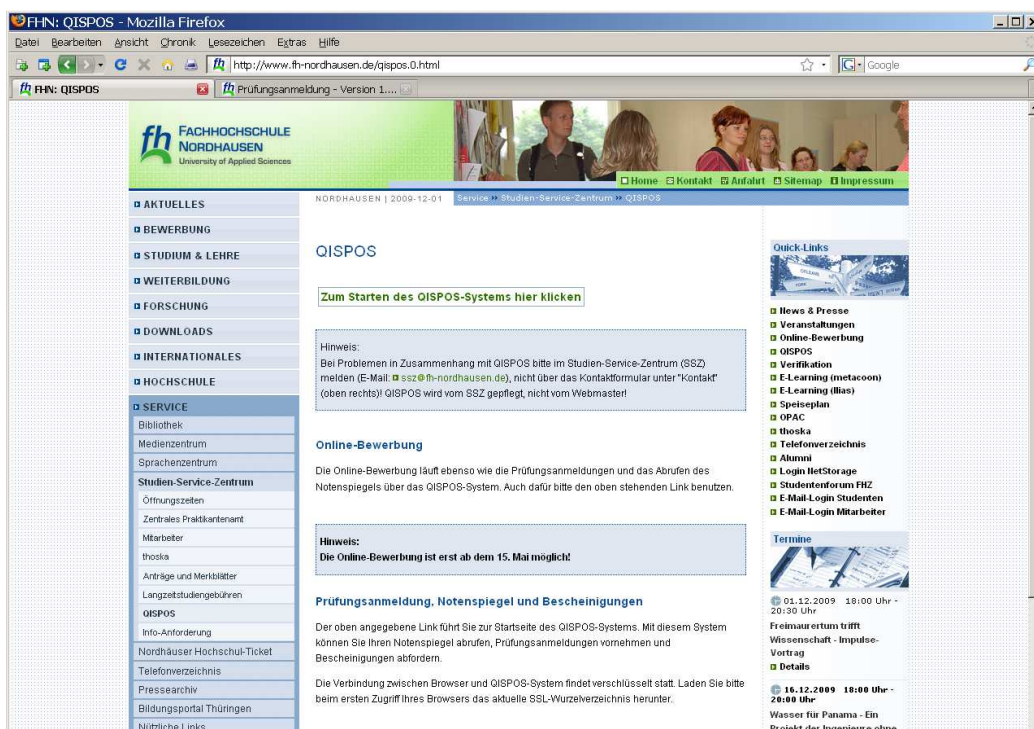 FHN: QISPOS - Mozilla Firefox
Datei Bearbeiten Ansicht Chronik Lesezeichen Extras Hilfe
http://www.fh-nordhausen.de/qispos.0.html
Google
FHN: QISPOS
Prüfungsanmeldung - Version 1....
fh FACHHOCHSCHULE
NORDHAUSEN
University of Applied Sciences
Home Kontakt Anfahrt Sitemap Impressum
NORDHAUSEN | 2009-12-01
Service » Studien-Service-Zentrum » QISPOS
AKTUELLES
BEWERBUNG
STUDIUM & LEHRE
WEITERBILDUNG
FORSCHUNG
DOWNLOADS
INTERNATIONALES
HOCHSCHULE
SERVICE
Bibliothek
Medienzentrum
Sprachenzentrum
Studien-Service-Zentrum
Öffnungszeiten
Zentrales Praktikantenamt
Mitarbeiter
thoska
Anträge und Merkblätter
Langzeitstudiengebühren
QISPOS
Info-Anforderung
Nordhäuser Hochschul-Ticket
Telefonverzeichnis
Pressearchiv
Bildungsportal Thüringen
Nützliche Links
QISPOS
Zum Starten des QISPOS-Systems hier klicken
Hinweis:
Bei Problemen in Zusammenhang mit QISPOS bitte im Studien-Service-Zentrum (SSZ)
melden (E-Mail: ssz@fh-nordhausen.de), nicht über das Kontaktformular unter "Kontakt"
(oben rechts)! QISPOS wird vom SSZ gepflegt, nicht vom Webmaster!
Online-Bewerbung
Die Online-Bewerbung läuft ebenso wie die Prüfungsanmeldungen und das Abrufen des
Notenspiegels über das QISPOS-System. Auch dafür bitte den oben stehenden Link benutzen.
Hinweis:
Die Online-Bewerbung ist erst ab dem 15. Mai möglich!
Prüfungsanmeldung, Notenspiegel und Bescheinigungen
Der oben angegebene Link führt Sie zur Startseite des QISPOS-Systems. Mit diesem System
können Sie Ihren Notenspiegel abrufen, Prüfungsanmeldungen vornehmen und
Bescheinigungen abfordern.
Die Verbindung zwischen Browser und QISPOS-System findet verschlüsselt statt. Laden Sie bitte
beim ersten Zugriff Ihres Browsers das aktuelle SSL-Wurzelverzeichnis herunter.
Quick-Links
News & Presse
Veranstaltungen
Online-Bewerbung
QISPOS
Verifikation
E-Learning (metacoon)
E-Learning (Ilias)
Speiseplan
OPAC
thoska
Telefonverzeichnis
Alumni
Login NetStorage
Studentenforum FHZ
E-Mail-Login Studenten
E-Mail-Login Mitarbeiter
Termine
01.12.2009 18:00 Uhr -
20:30 Uhr
Freimaurertum trifft
Wissenschaft - Impulse-
Vortrag
Details
16.12.2009 18:00 Uhr -
20:00 Uhr
Wasser für Panama - Ein
Projekt der Ingenieure ohne